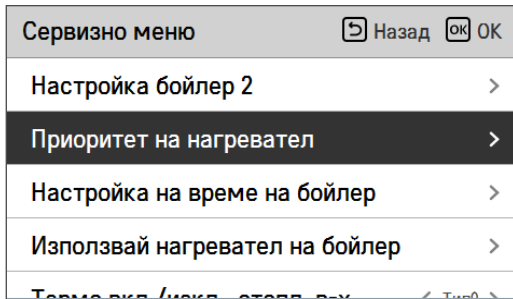 Сервизно меню Назад ок OK
Настройка бойлер 2
Приоритет на нагревател
Настройка на време на бойлер
Използвай нагревател на бойлер